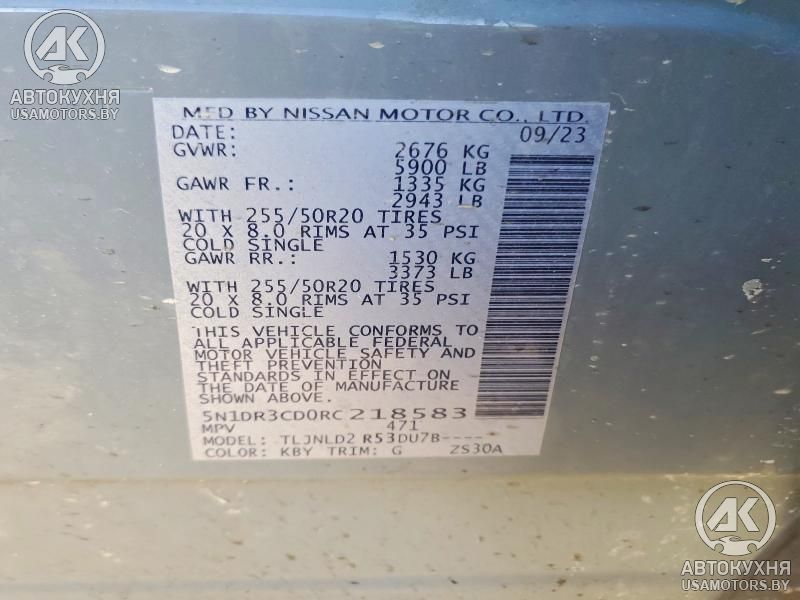 AK
АВТОКУХНЯ
USAMOTORS.BY
MFD BY NISSAN MOTOR CO., LTD.
DATE: 09/23
GVWR: 2676 KG
5900 LB
GAWR FR.: 1335 KG
2943 LB
WITH 255/50R20 TIRES
20 X 8.0 RIMS AT 35 PSI
COLD SINGLE
GAWR RR.: 1530 KG
3373 LB
WITH 255/50R20 TIRES
20 X 8.0 RIMS AT 35 PSI
COLD SINGLE
THIS VEHICLE CONFORMS TO
ALL APPLICABLE FEDERAL
MOTOR VEHICLE SAFETY AND
THEFT PREVENTION
STANDARDS IN EFFECT ON
THE DATE OF MANUFACTURE
SHOWN ABOVE.
5N1DR3CD0RC218583
MPV 471
MODEL: TLJNLD2 R53DU7B----
COLOR: KBY TRIM: G ZS30A
AK
АВТОКУХНЯ
USAMOTORS.BY